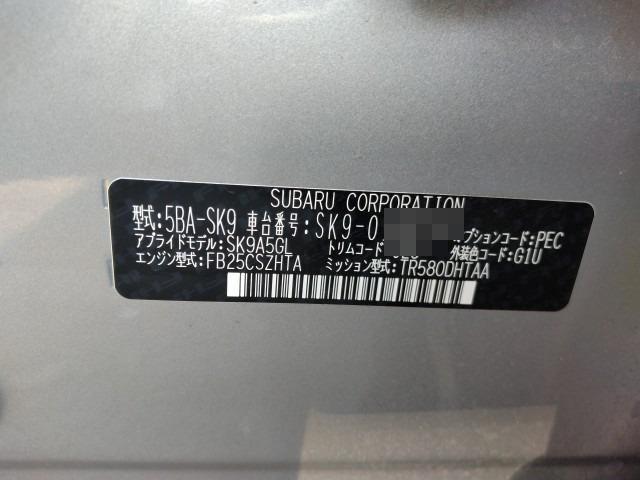 SUBARU CORPORATION
型式:5BA-SK9 車台番号:SK9-0
アプライドモデル:SK9A5GL トリムコード オプションコード:PEC
エンジン型式:FB25CSZHTA ミッション型式:TR580DHTAA 外装色コード:G1U